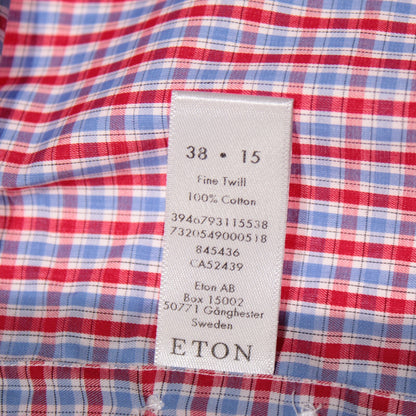 38 • 15
Fine Twill
100% Cotton
3946793115538
7320549000518
845436
CA52439
Eton AB
Box 15002
50771 Gånghester
Sweden
ETON